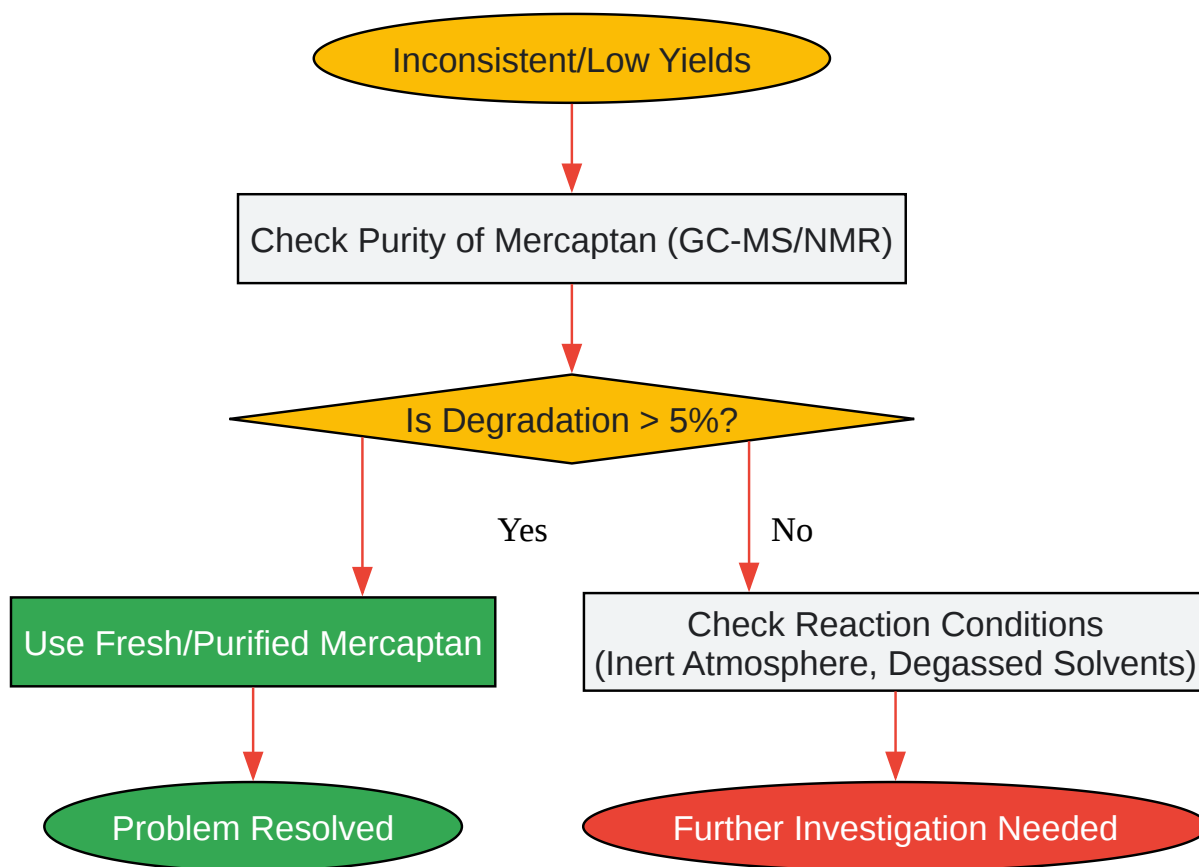 Inconsistent/Low Yields
Check Purity of Mercaptan (GC-MS/NMR)
Is Degradation > 5%?
Yes
No
Use Fresh/Purified Mercaptan
Check Reaction Conditions
(Inert Atmosphere, Degassed Solvents)
Problem Resolved
Further Investigation Needed